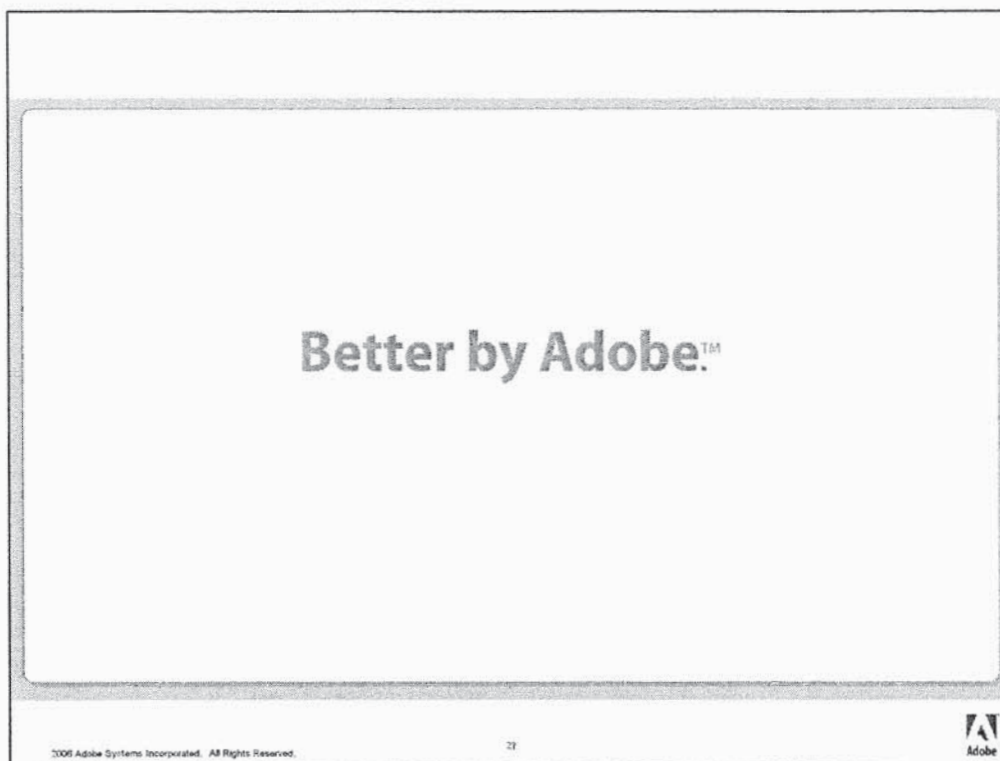 Better by Adobe.™
2006 Adobe Systems Incorporated. All Rights Reserved.
Adobe